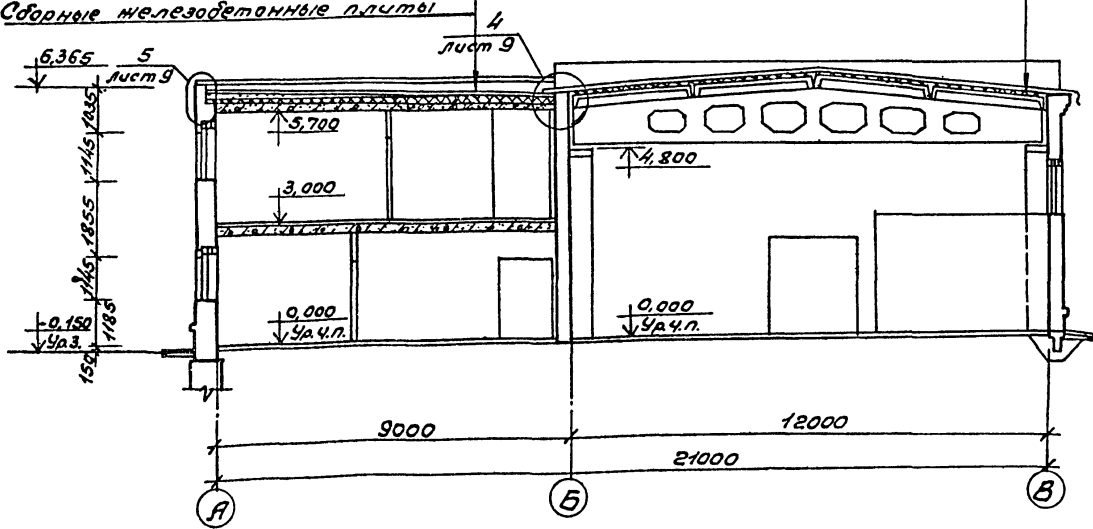 Сборные железобетонные плиты
4
лист 9
6,365
5
лист 9
1035
5,700
1145
4,800
3,000
1855
1145
0,000
Ур.ч.п.
0,000
Ур.ч.п.
-0,150
Ур.з.
1185
150
9000
12000
21000
А
Б
В